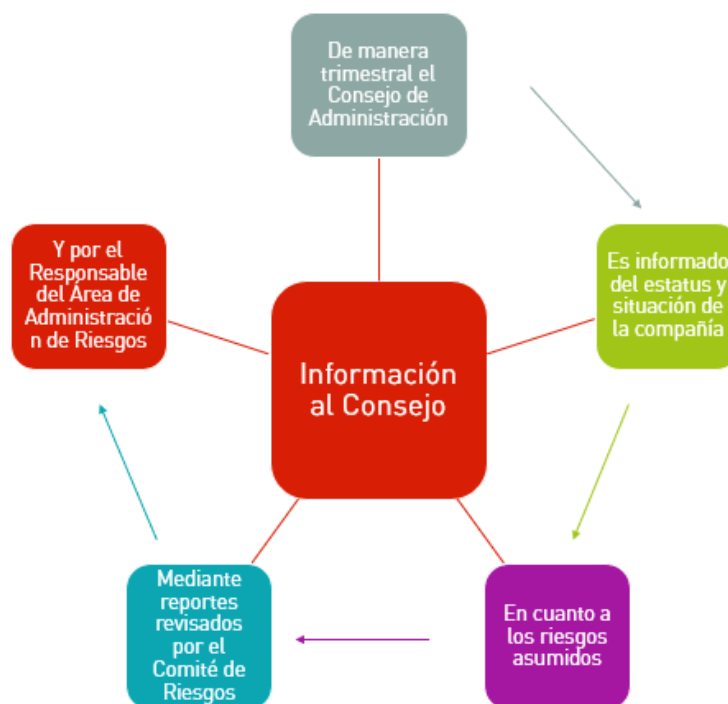 De manera
trimestral el
Consejo de
Administración
Es informado
del estatus y
situación de
la compañía
En cuanto a
los riesgos
asumidos
Mediante
reportes
revisados
por el
Comité de
Riesgos
Y por el
Responsable
del Área de
Administració
n de Riesgos
Información
al Consejo